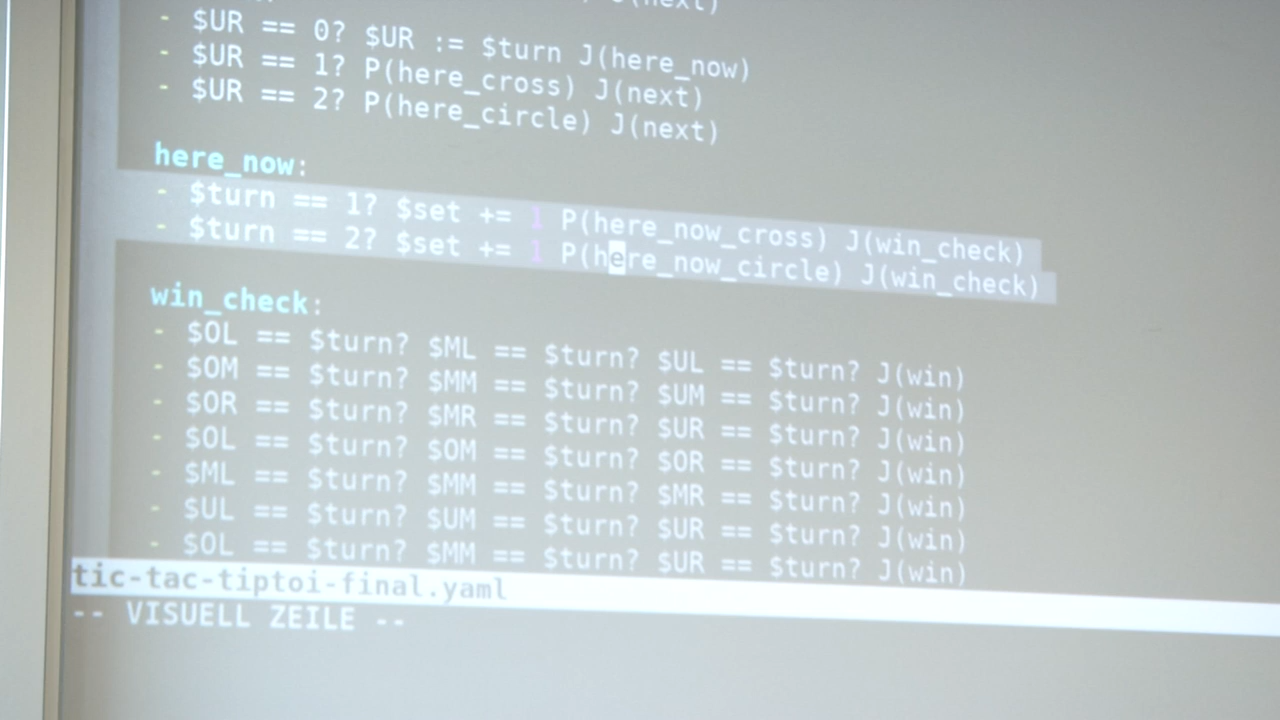 J(next)
- $UR == 0? $UR := $turn J(here_now)
- $UR == 1? P(here_cross) J(next)
- $UR == 2? P(here_circle) J(next)
here_now:
- $turn == 1? $set += 1 P(here_now_cross) J(win_check)
- $turn == 2? $set += 1 P(here_now_circle) J(win_check)
win_check:
- $OL == $turn? $ML == $turn? $UL == $turn? J(win)
- $OM == $turn? $MM == $turn? $UM == $turn? J(win)
- $OR == $turn? $MR == $turn? $UR == $turn? J(win)
- $OL == $turn? $OM == $turn? $OR == $turn? J(win)
- $ML == $turn? $MM == $turn? $MR == $turn? J(win)
- $UL == $turn? $UM == $turn? $UR == $turn? J(win)
- $OL == $turn? $MM == $turn? $UR == $turn? J(win)
tic-tac-tiptoi-final.yaml
-- VISUELL ZEILE --